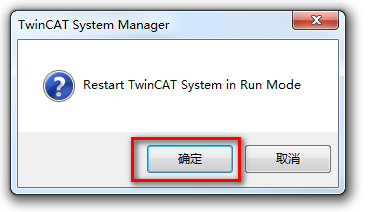 TwinCAT System Manager
Restart TwinCAT System in Run Mode
确定
取消